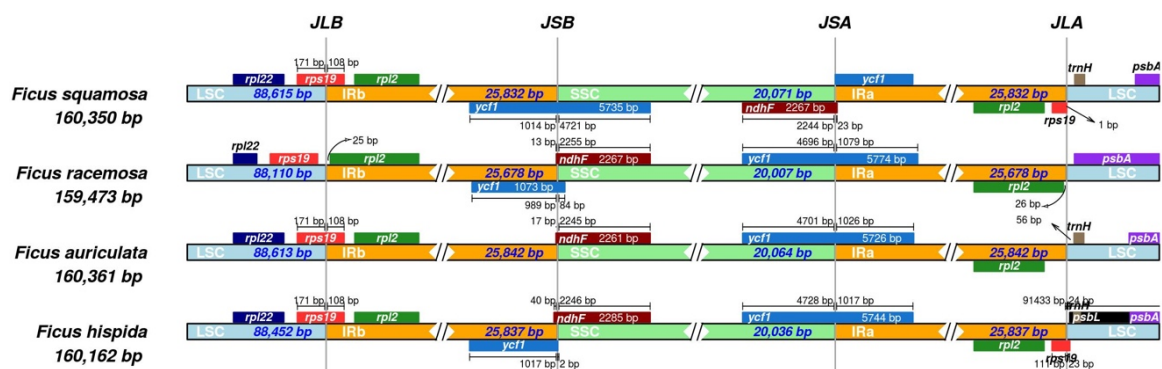 JLB JSB JSA JLA
171 bp 108 bp
rpl22 rps19 rpl2 ycf1 trnH psbA
Ficus squamosa LSC 88,615 bp IRb 25,832 bp SSC 20,071 bp IRa 25,832 bp LSC
160,350 bp ycf1 5735 bp ndhF 2267 bp rpl2 rps19 1 bp
1014 bp 4721 bp 2244 bp 23 bp
25 bp 13 bp 2255 bp 4696 bp 1079 bp
rpl22 rps19 rpl2 ndhF 2267 bp ycf1 5774 bp psbA
Ficus racemosa LSC 88,110 bp IRb 25,678 bp SSC 20,007 bp IRa 25,678 bp LSC
159,473 bp ycf1 1073 bp rpl2
989 bp 84 bp 26 bp
171 bp 108 bp 17 bp 2245 bp 4701 bp 1026 bp 56 bp
rpl22 rps19 rpl2 ndhF 2261 bp ycf1 5726 bp trnH psbA
Ficus auriculata LSC 88,613 bp IRb 25,842 bp SSC 20,064 bp IRa 25,842 bp LSC
160,361 bp rpl2
171 bp 108 bp 40 bp 2246 bp 4728 bp 1017 bp 91433 bp 24 bp
rpl22 rps19 rpl2 ndhF 2285 bp ycf1 5744 bp trnH psbL psbA
Ficus hispida LSC 88,452 bp IRb 25,837 bp SSC 20,036 bp IRa 25,837 bp LSC
160,162 bp ycf1 rpl2 rps19
1017 bp 2 bp 111 bp 23 bp